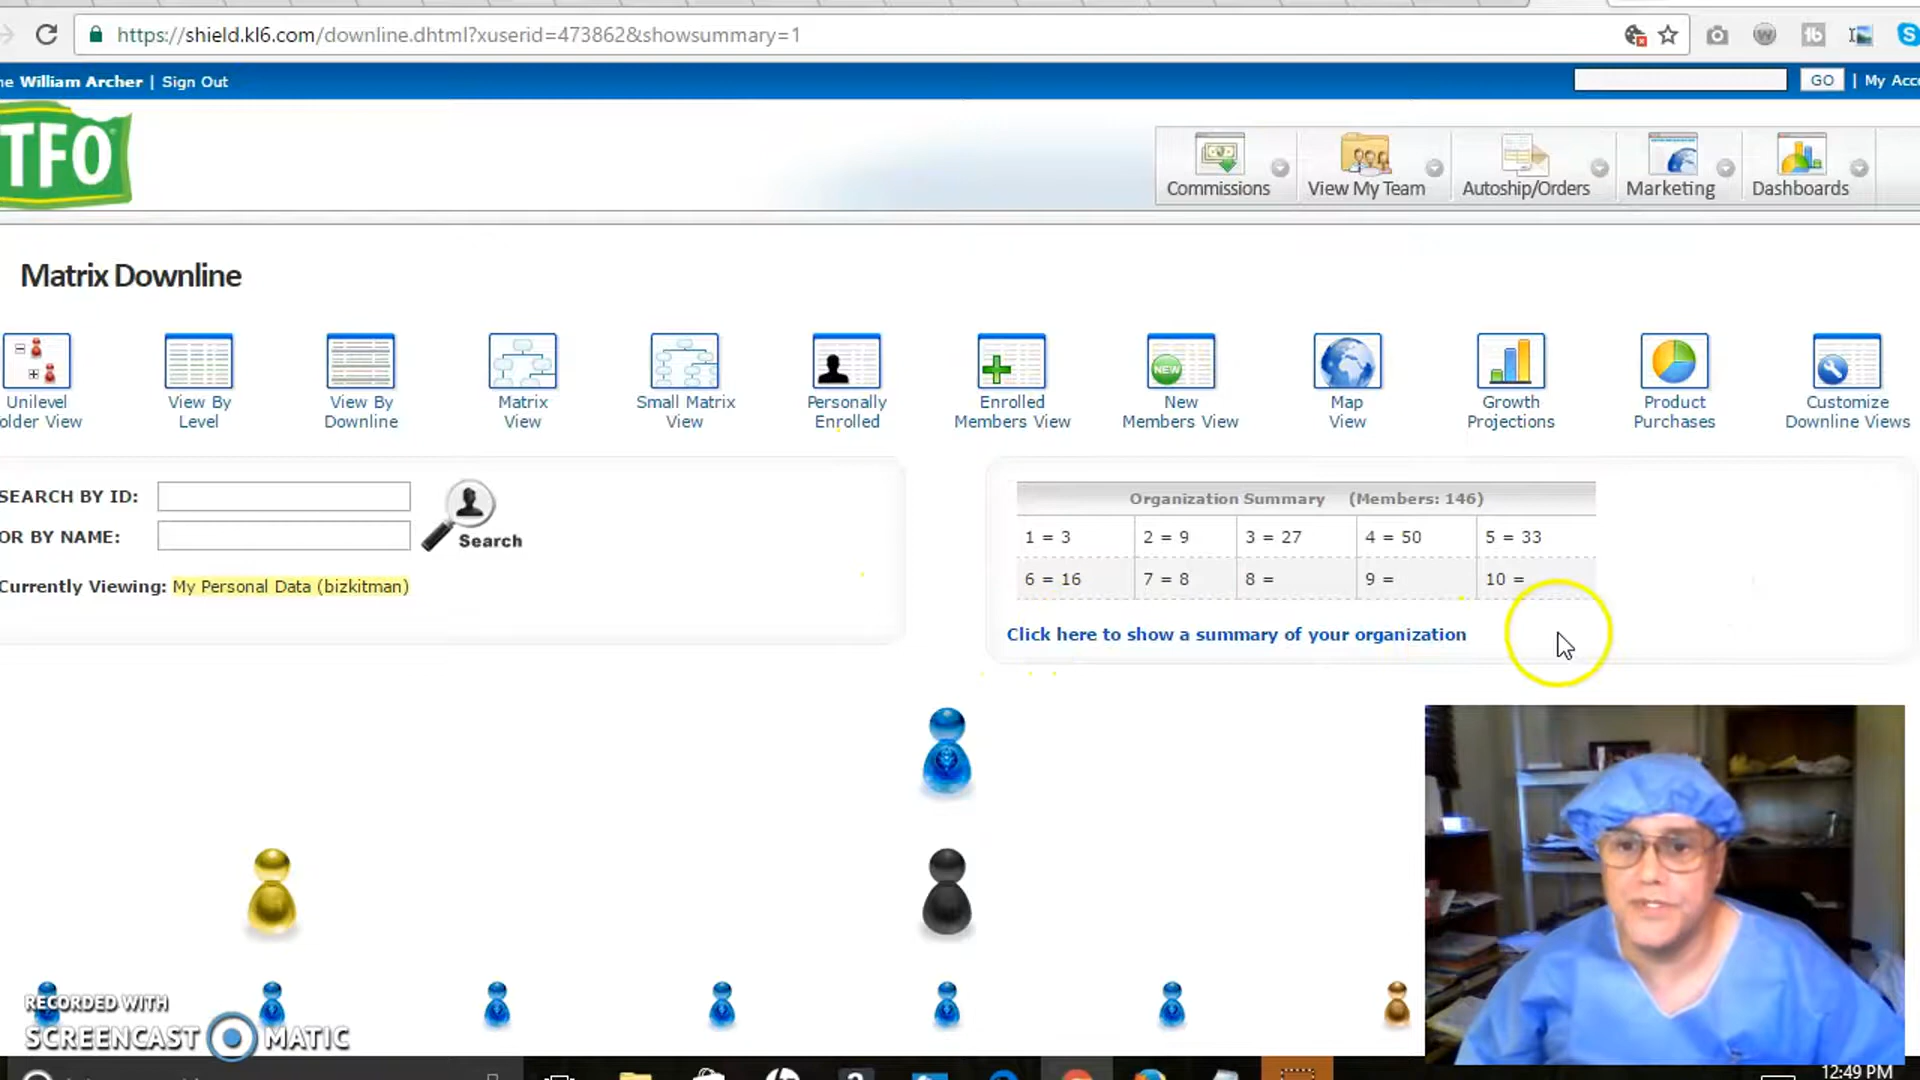 https://shield.kl6.com/downline.dhtml?xuserid=473862&showsummary=1
William Archer | Sign Out
GO | My Acc
TFO
Commissions
View My Team
Autoship/Orders
Marketing
Dashboards
Matrix Downline
Unilevel
older View
View By
Level
View By
Downline
Matrix
View
Small Matrix
View
Personally
Enrolled
Enrolled
Members View
NEW
New
Members View
Map
View
Growth
Projections
Product
Purchases
Customize
Downline Views
SEARCH BY ID:
OR BY NAME:
Search
Currently Viewing: My Personal Data (bizkitman)
Organization Summary (Members: 146)
1 = 3 2 = 9 3 = 27 4 = 50 5 = 33
6 = 16 7 = 8 8 = 9 = 10 =
Click here to show a summary of your organization
RECORDED WITH
SCREENCAST MATIC
12:49 PM